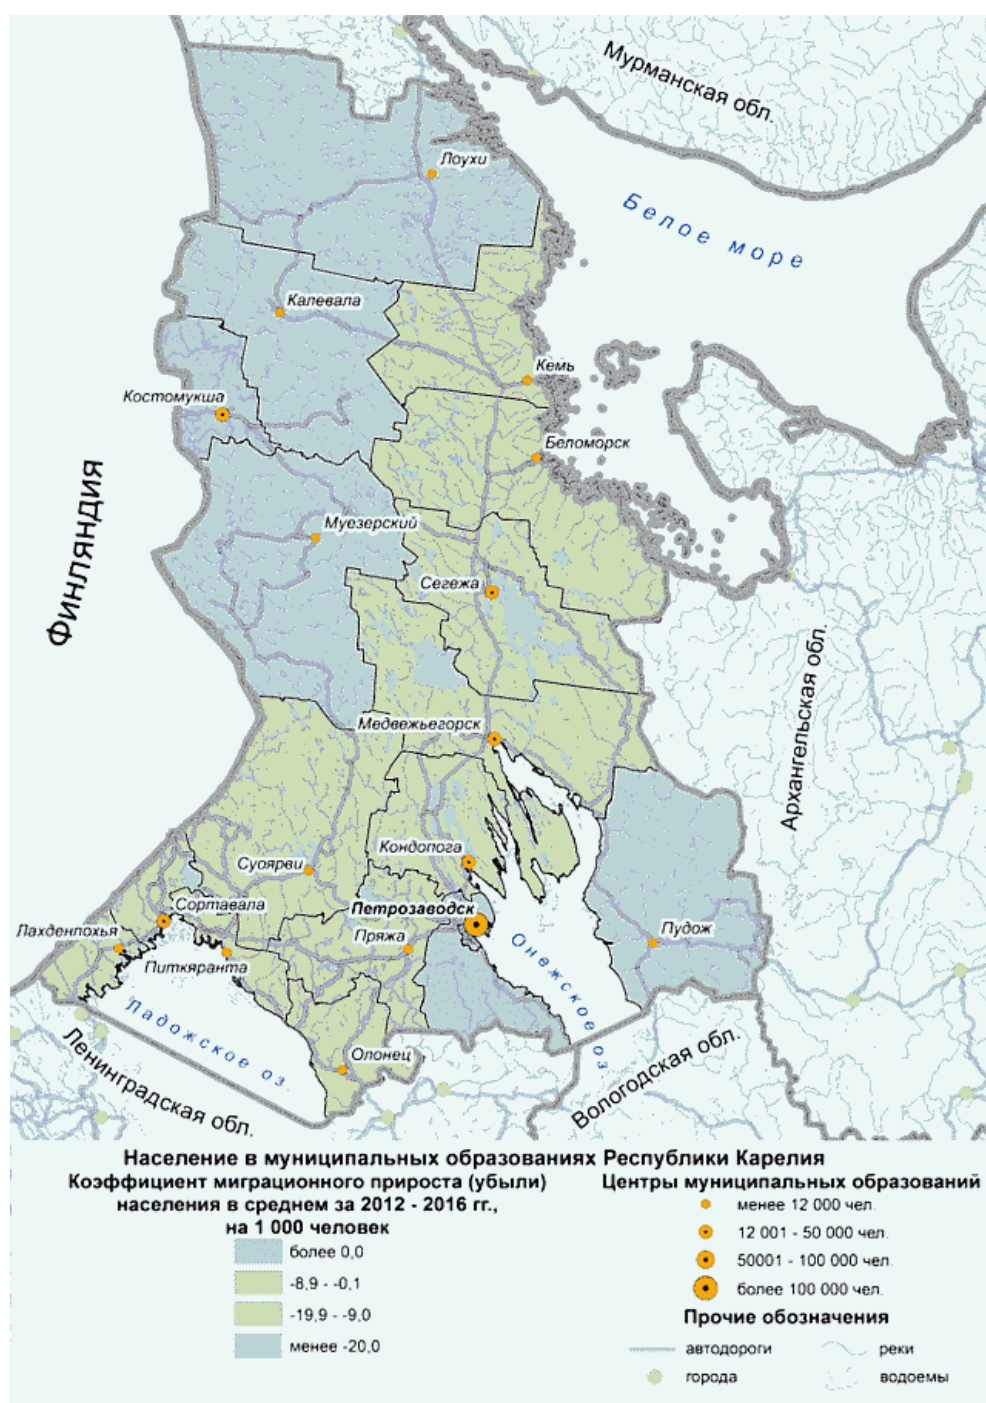 Мурманская обл.
Лоухи
Белое море
Калевала
Кемь
Костомукша
Беломорск
ФИНЛЯНДИЯ
Муезерский
Сегежа
Архангельская обл.
Медвежьегорск
Кондопога
Суоярви
Сортавала
Петрозаводск
Лахденпохья
Пряжа
Пудож
Питкяранта
Онежское оз
Ладожское оз
Олонец
Ленинградская обл.
Вологодская обл.
Население в муниципальных образованиях Республики Карелия
Коэффициент миграционного прироста (убыли)
населения в среднем за 2012 - 2016 гг.,
на 1 000 человек
более 0,0
-8,9 - -0,1
-19,9 - -9,0
менее -20,0
Центры муниципальных образований
менее 12 000 чел.
12 001 - 50 000 чел.
50001 - 100 000 чел.
более 100 000 чел.
Прочие обозначения
автодороги
реки
города
водоемы